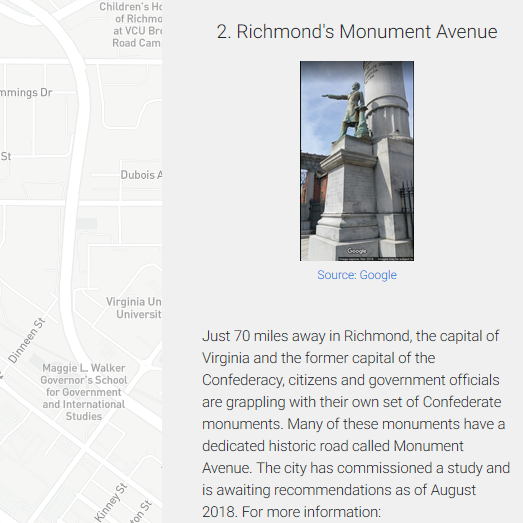 Children's Ho
of Richmo
at VCU Bro
Road Cam
mmings Dr
St
Dubois A
Virginia Un
Universit
Dinneen St
Maggie L. Walker
Governor's School
for Government
and International
Studies
Kinney St
ton St
2. Richmond's Monument Avenue
Google
Source: Google
Just 70 miles away in Richmond, the capital of
Virginia and the former capital of the
Confederacy, citizens and government officials
are grappling with their own set of Confederate
monuments. Many of these monuments have a
dedicated historic road called Monument
Avenue. The city has commissioned a study and
is awaiting recommendations as of August
2018. For more information: